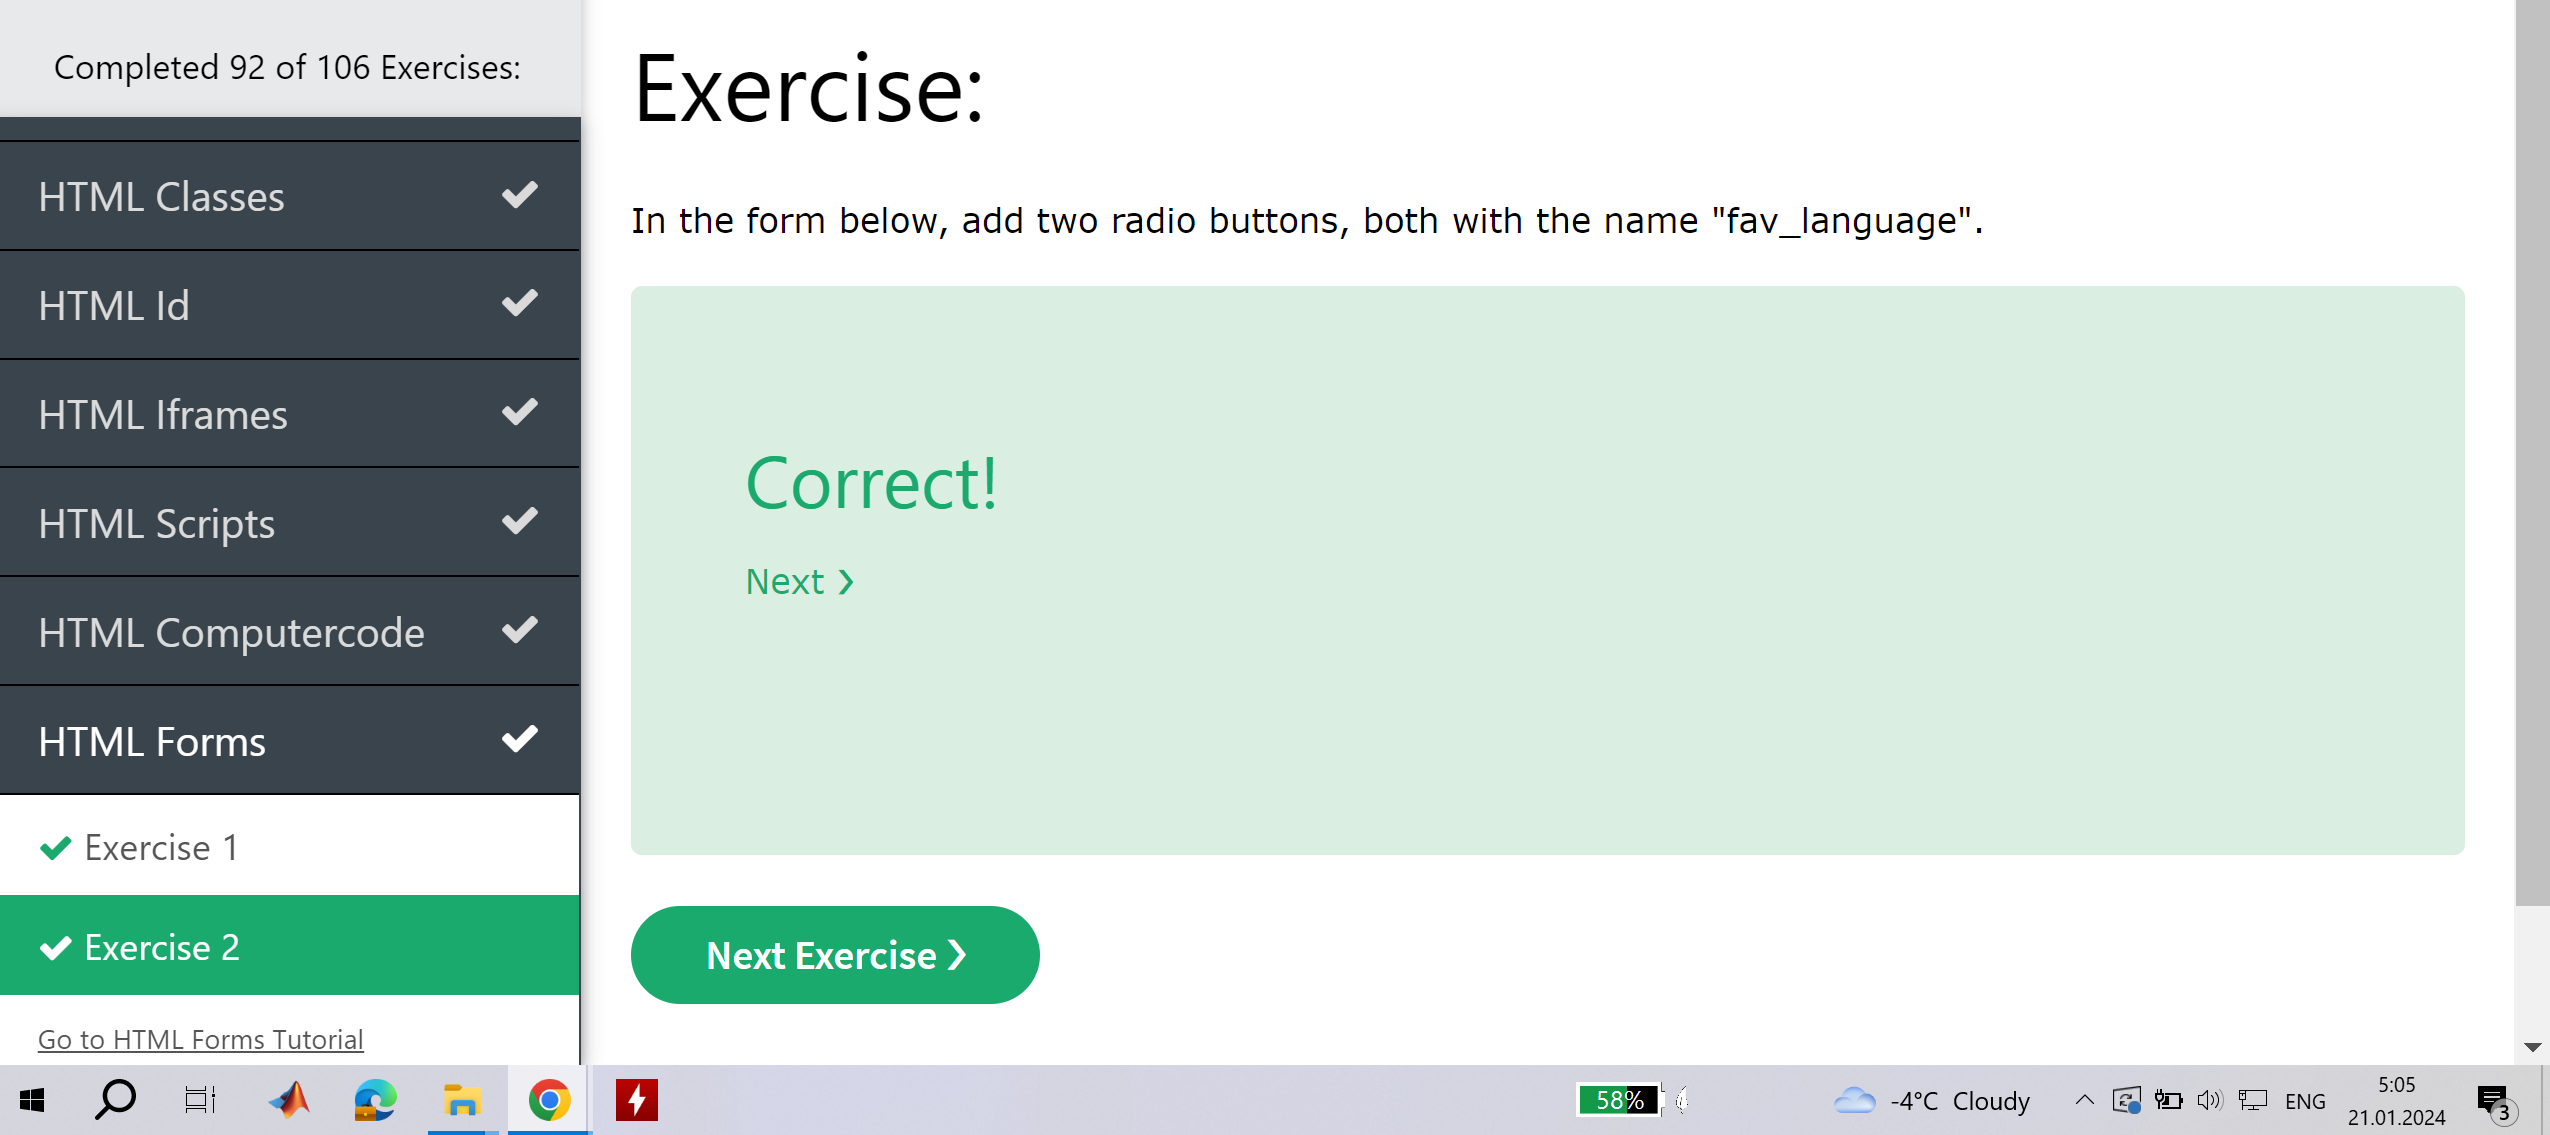 Completed 92 of 106 Exercises:
HTML Classes
HTML Id
HTML Iframes
HTML Scripts
HTML Computercode
HTML Forms
Exercise 1
Exercise 2
Go to HTML Forms Tutorial
Exercise:
In the form below, add two radio buttons, both with the name "fav_language".
Correct!
Next ❯
Next Exercise ❯
58%
-4°C Cloudy
ENG
5:05
21.01.2024
3